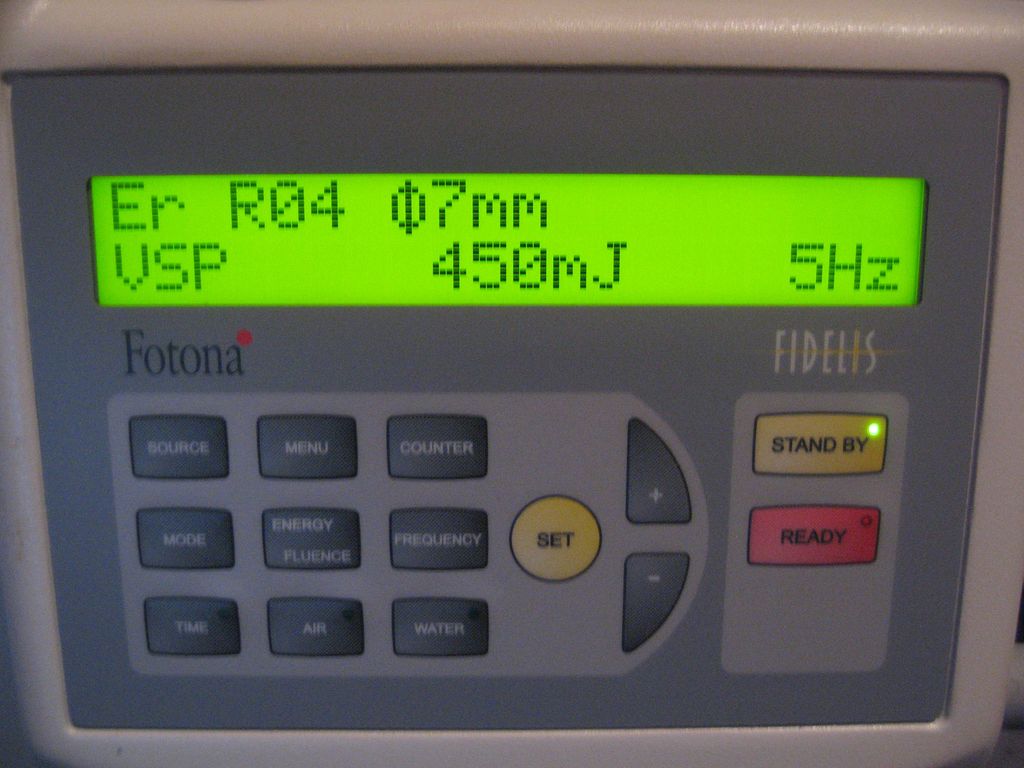 Er R04 Φ7mm
VSP 450mJ 5Hz
Fotona
FIDELIS
SOURCE MENU COUNTER
STAND BY
MODE ENERGY FLUENCE FREQUENCY
SET
+
-
READY
TIME AIR WATER